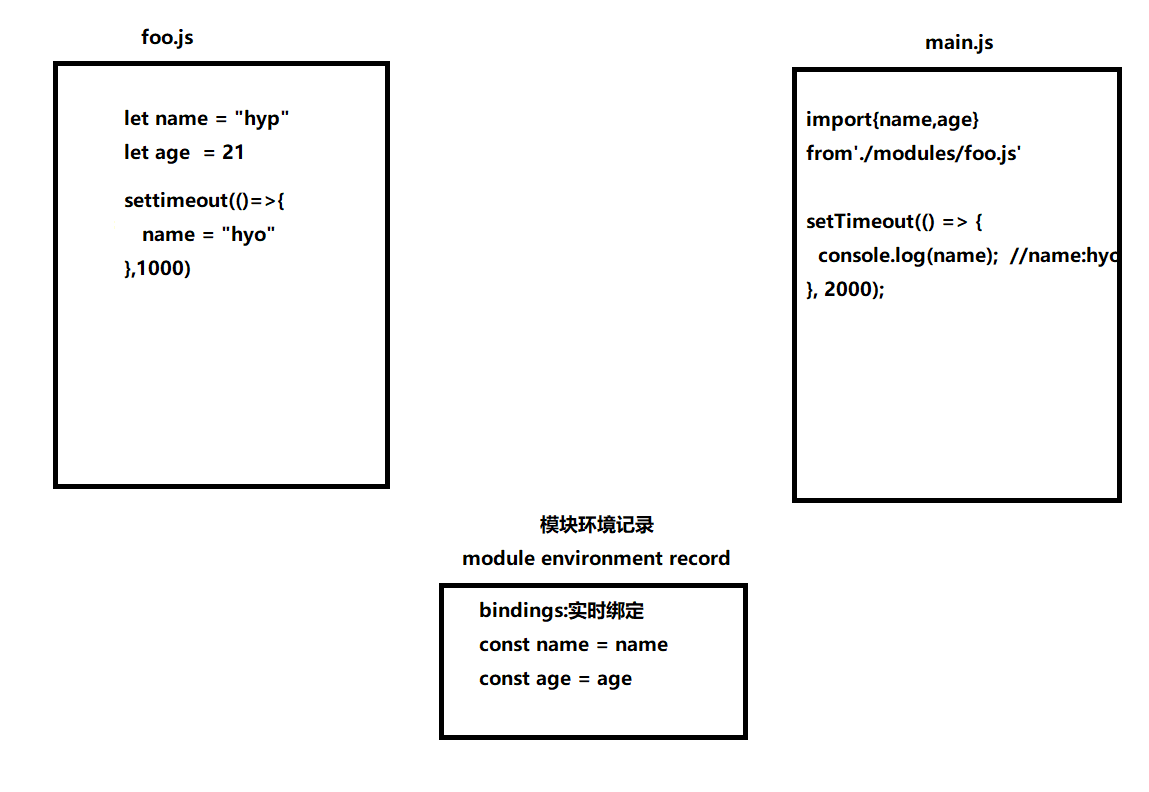 foo.js
let name = "hyp"
let age  = 21
settimeout(()=>{
name = "hyo"
},1000)
main.js
import{name,age}
from'./modules/foo.js'
setTimeout(() => {
console.log(name);  //name:hyo
}, 2000);
模块环境记录
module environment record
bindings:实时绑定
const name = name
const age = age